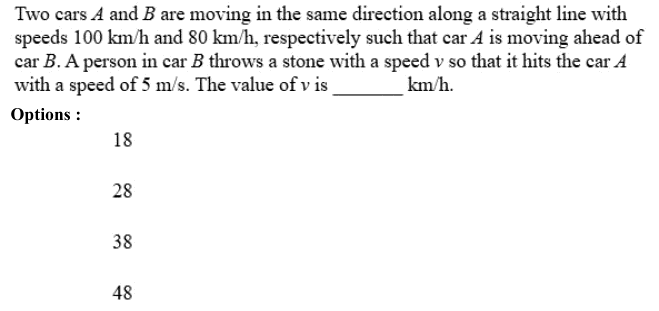 Two cars A and B are moving in the same direction along a straight line with
speeds 100 km/h and 80 km/h, respectively such that car A is moving ahead of
car B. A person in car B throws a stone with a speed v so that it hits the car A
with a speed of 5 m/s. The value of v is ________ km/h.
Options :
18
28
38
48